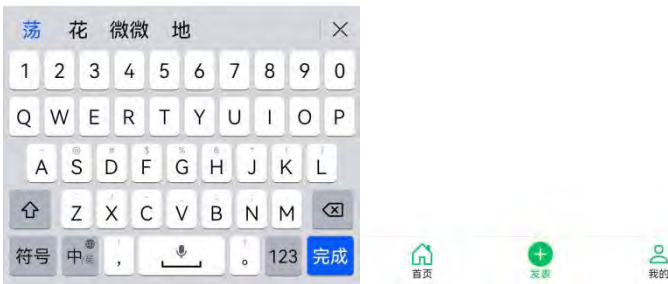 荡 花 微微 地
1 2 3 4 5 6 7 8 9 0
Q W E R T Y U I O P
A S D F G H J K L
Z X C V B N M
符号 中 ， 。 123 完成
首页 发表 我的